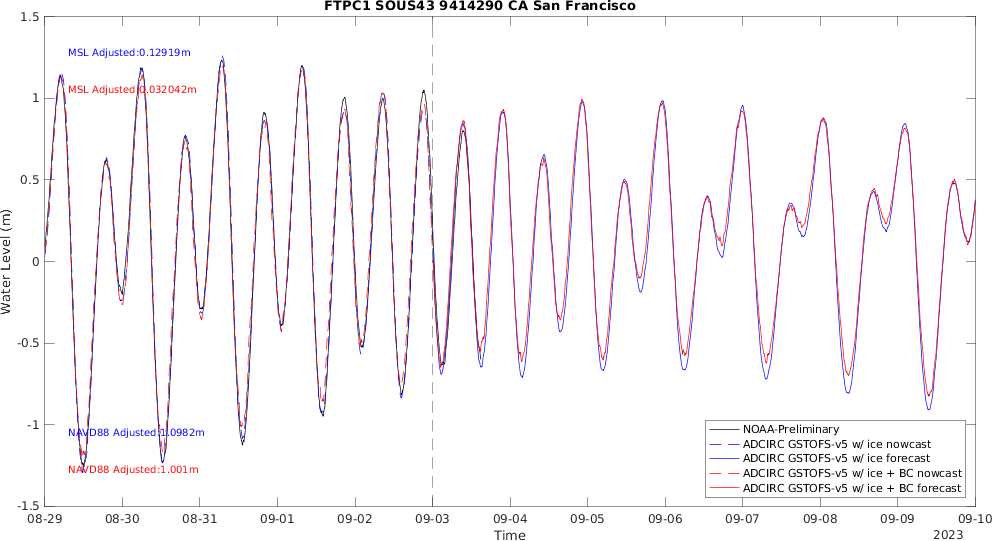 FTPC1 SOUS43 9414290 CA San Francisco
1.5
1
0.5
0
-0.5
-1
-1.5
Water Level (m)
MSL Adjusted:0.12919m
MSL Adjusted:0.032042m
NAVD88 Adjusted:1.0982m
NAVD88 Adjusted:1.001m
NOAA-Preliminary
ADCIRC GSTOFS-v5 w/ ice nowcast
ADCIRC GSTOFS-v5 w/ ice forecast
ADCIRC GSTOFS-v5 w/ ice + BC nowcast
ADCIRC GSTOFS-v5 w/ ice + BC forecast
08-29 08-30 08-31 09-01 09-02 09-03 09-04 09-05 09-06 09-07 09-08 09-09 09-10
Time
2023